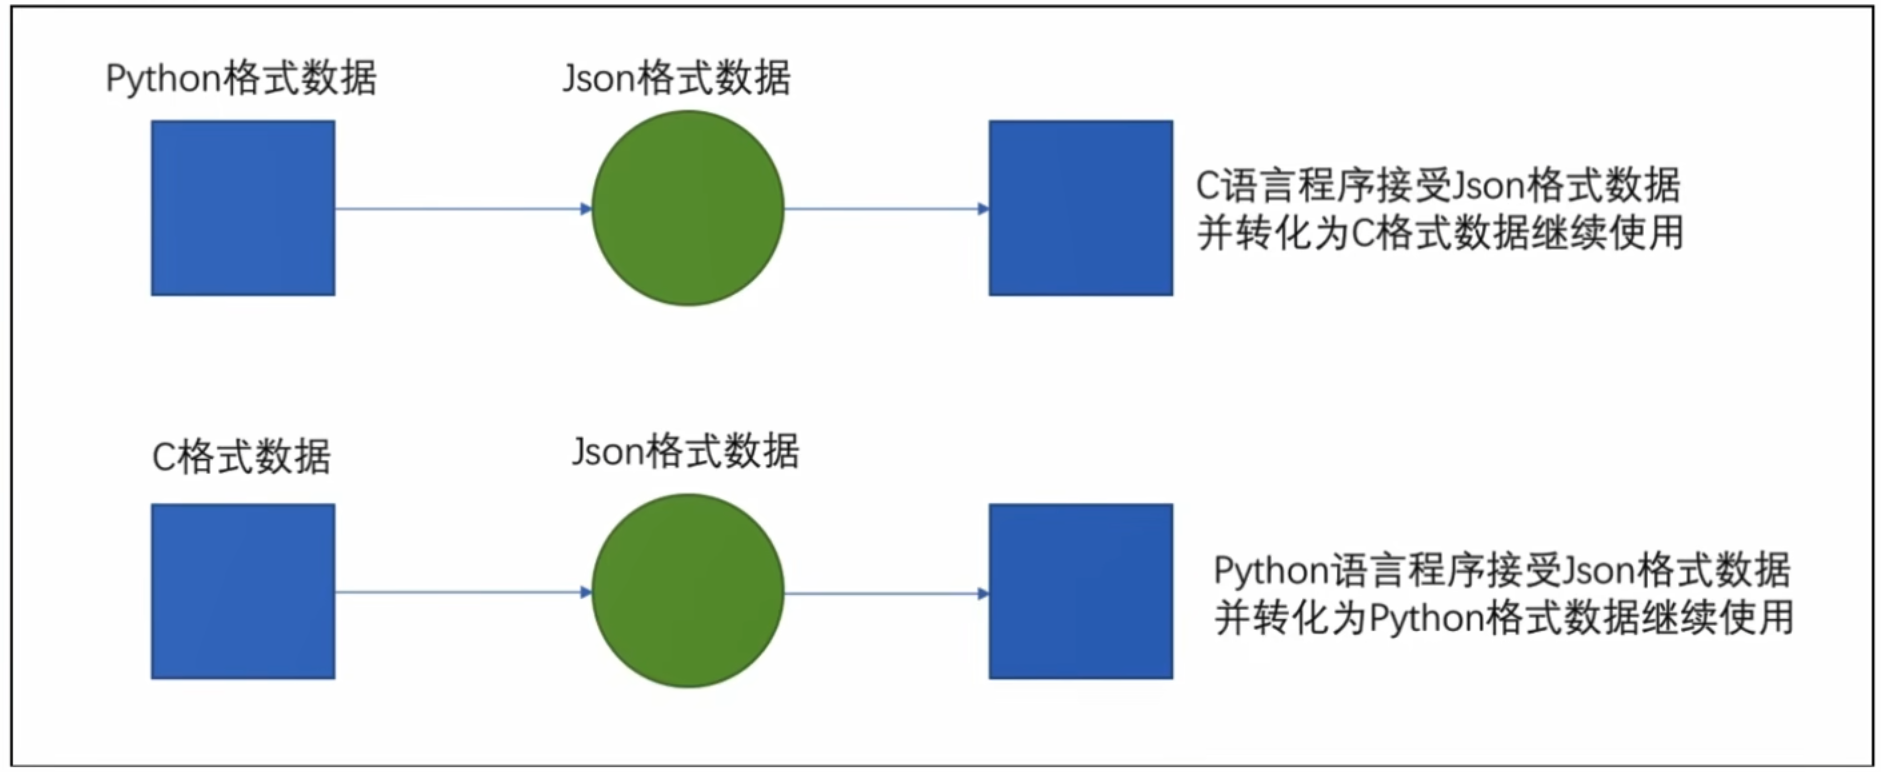 Python格式数据
Json格式数据
C语言程序接受Json格式数据
并转化为C格式数据继续使用
C格式数据
Json格式数据
Python语言程序接受Json格式数据
并转化为Python格式数据继续使用